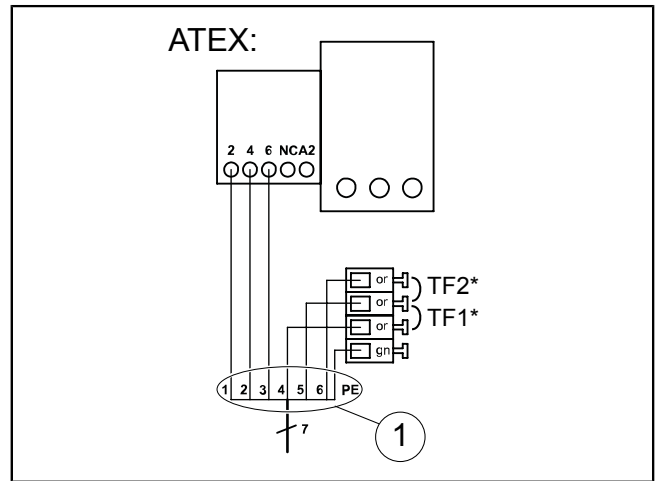 ATEX:
2 4 6 NCA2
or TF2*
or
or TF1*
gn
1 2 3 4 5 6 PE
7
1